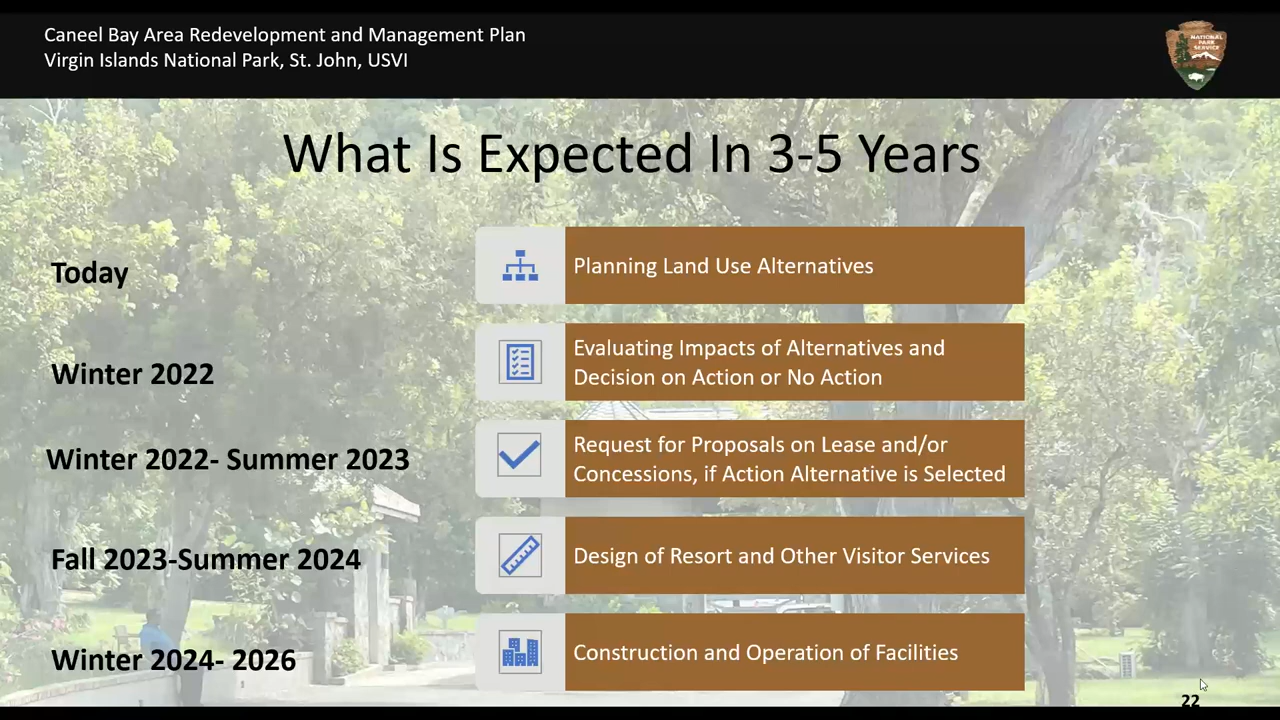 Caneel Bay Area Redevelopment and Management Plan
Virgin Islands National Park, St. John, USVI
NATIONAL
PARK
SERVICE
What Is Expected In 3-5 Years
Today
Planning Land Use Alternatives
Winter 2022
Evaluating Impacts of Alternatives and
Decision on Action or No Action
Winter 2022- Summer 2023
Request for Proposals on Lease and/or
Concessions, if Action Alternative is Selected
Fall 2023-Summer 2024
Design of Resort and Other Visitor Services
Winter 2024- 2026
Construction and Operation of Facilities
22